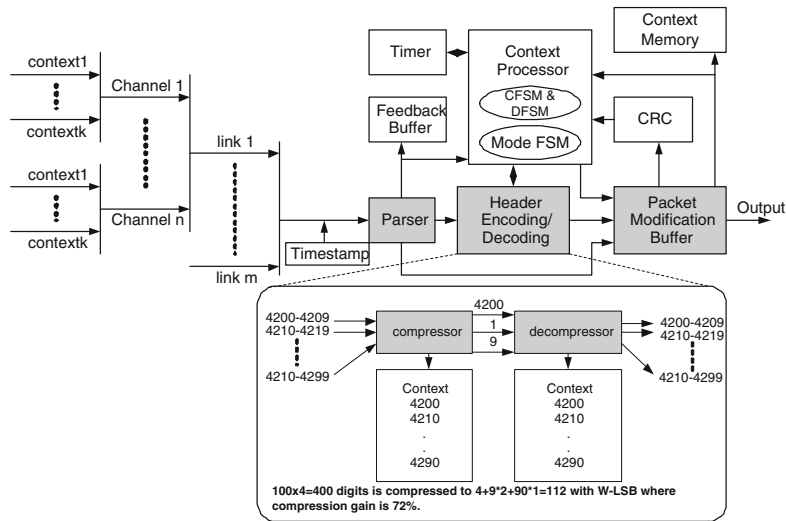 context1
contextk
context1
contextk
Channel 1
Channel n
link 1
link m
Timestamp
Parser
Timer
Feedback
Buffer
Context
Processor
CFSM &
DFSM
Mode FSM
Header
Encoding/
Decoding
Context
Memory
CRC
Packet
Modification
Buffer
Output
4200-4209
4210-4219
4210-4299
compressor
4200
1
9
decompressor
4200-4209
4210-4219
4210-4299
Context
4200
4210
.
.
4290
Context
4200
4210
.
.
4290
100x4=400 digits is compressed to 4+9*2+90*1=112 with W-LSB where
compression gain is 72%.